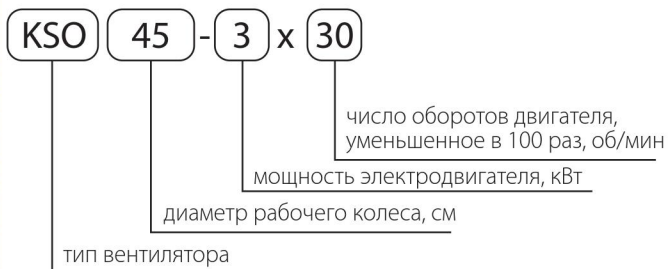 KSO 45 - 3 x 30
число оборотов двигателя,
уменьшенное в 100 раз, об/мин
мощность электродвигателя, кВт
диаметр рабочего колеса, см
тип вентилятора